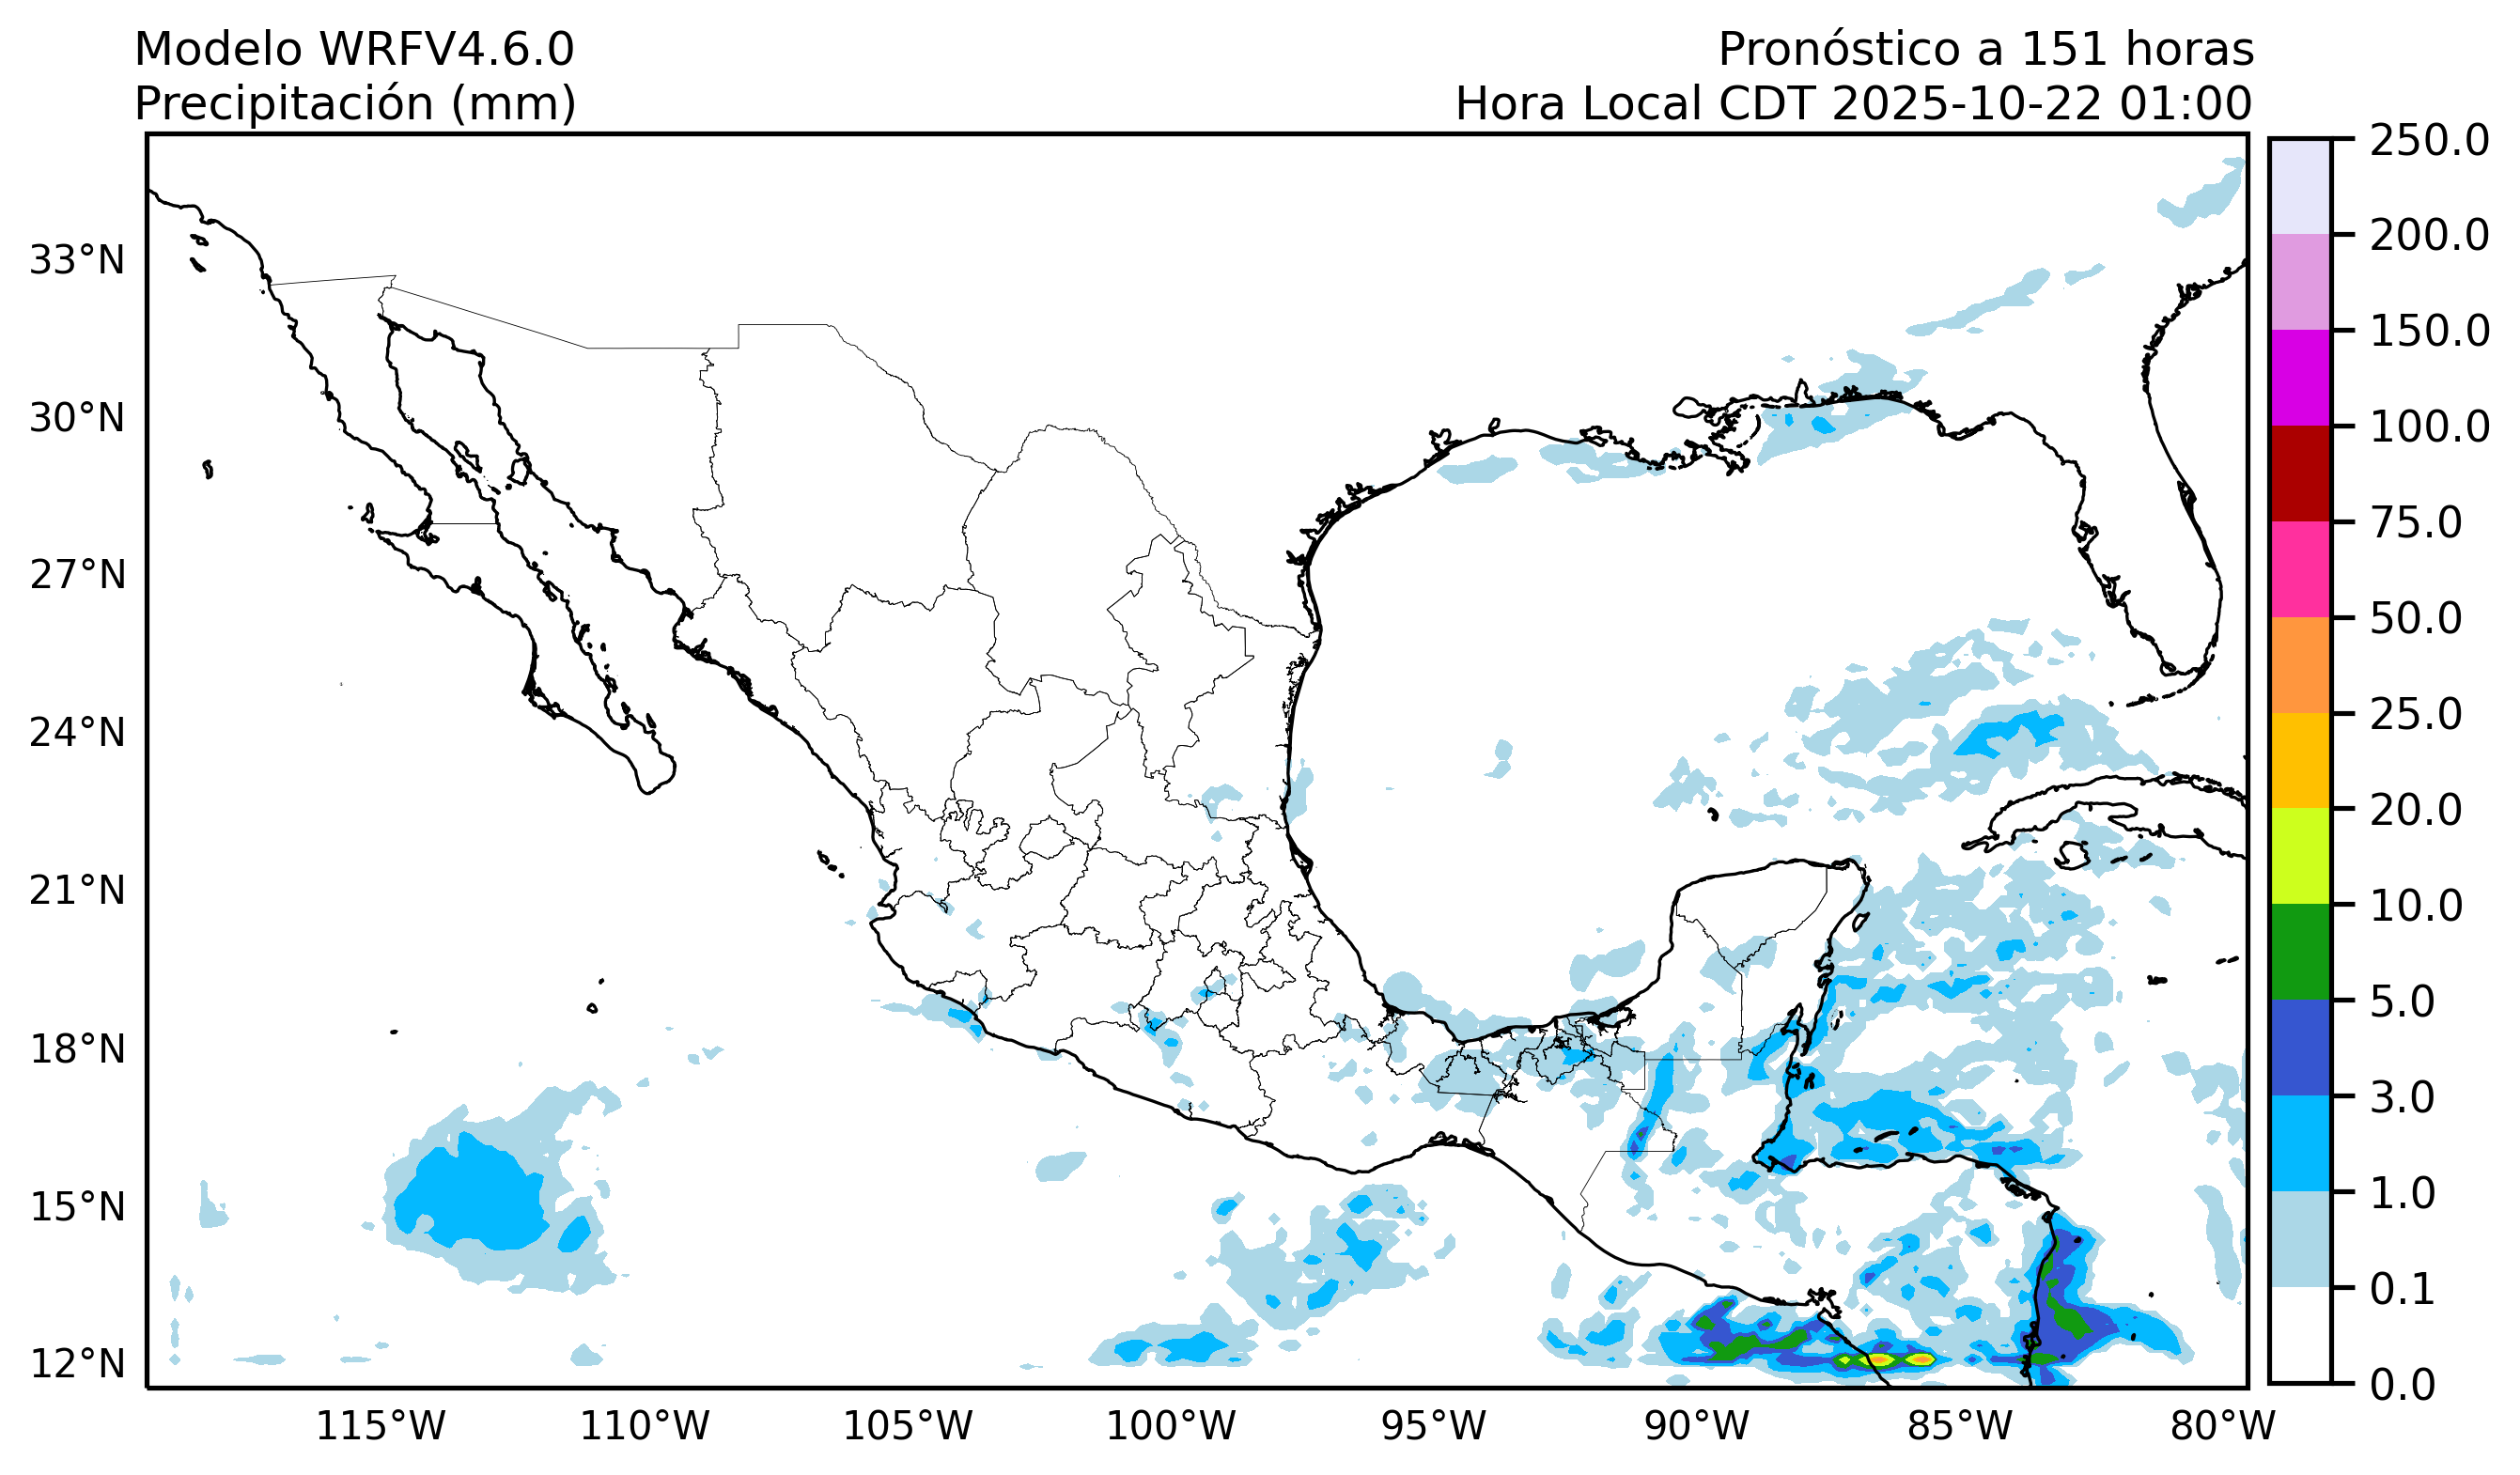 Modelo WRFV4.6.0
Precipitación (mm)
Pronóstico a 151 horas
Hora Local CDT 2025-10-22 01:00
33°N
30°N
27°N
24°N
21°N
18°N
15°N
12°N
115°W
110°W
105°W
100°W
95°W
90°W
85°W
80°W
250.0
200.0
150.0
100.0
75.0
50.0
25.0
20.0
10.0
5.0
3.0
1.0
0.1
0.0